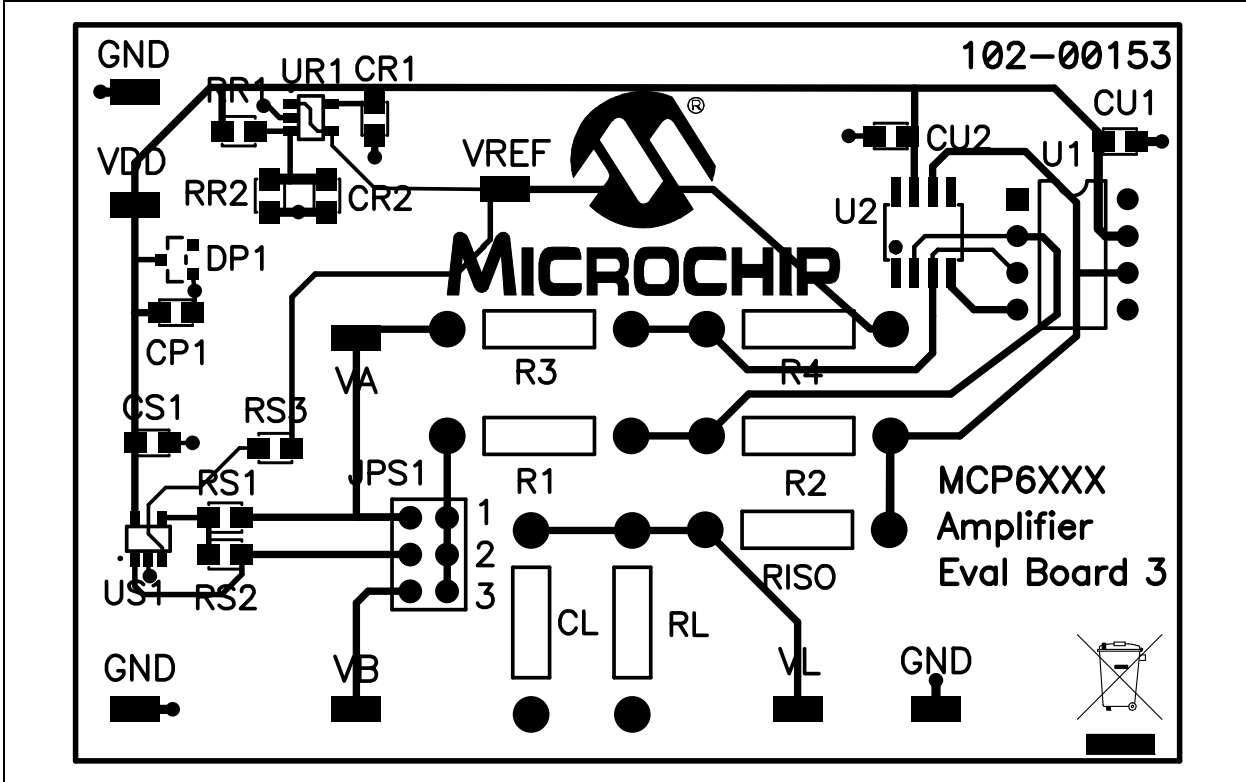 GND
102-00153
RR1
UR1
CR1
CU1
VDD
VREF
®
CU2
U1
RR2
CR2
U2
DP1
MICROCHIP
CP1
VA
R3
R4
CS1
RS3
RS1
JPS1
R1
R2
MCP6XXX
Amplifier
Eval Board 3
1
2
3
US1
RS2
RISO
CL
RL
GND
VB
VL
GND